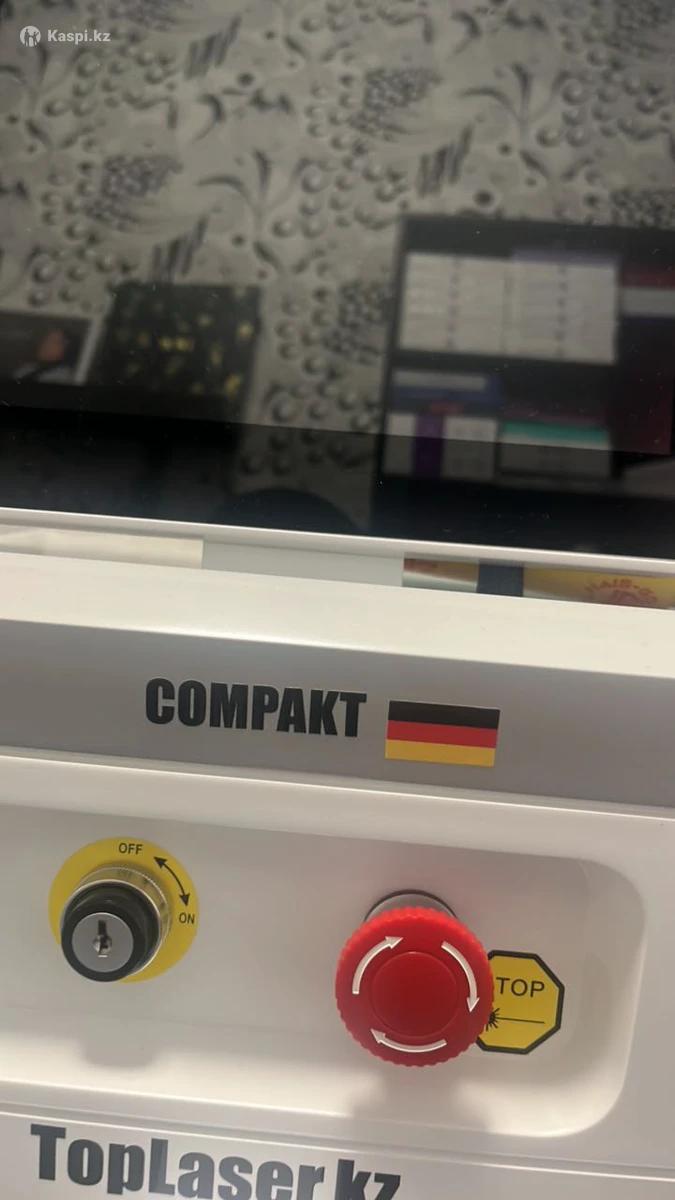 Kaspi.kz
COMPAKT
OFF
ON
TOP
TopLaser.kz